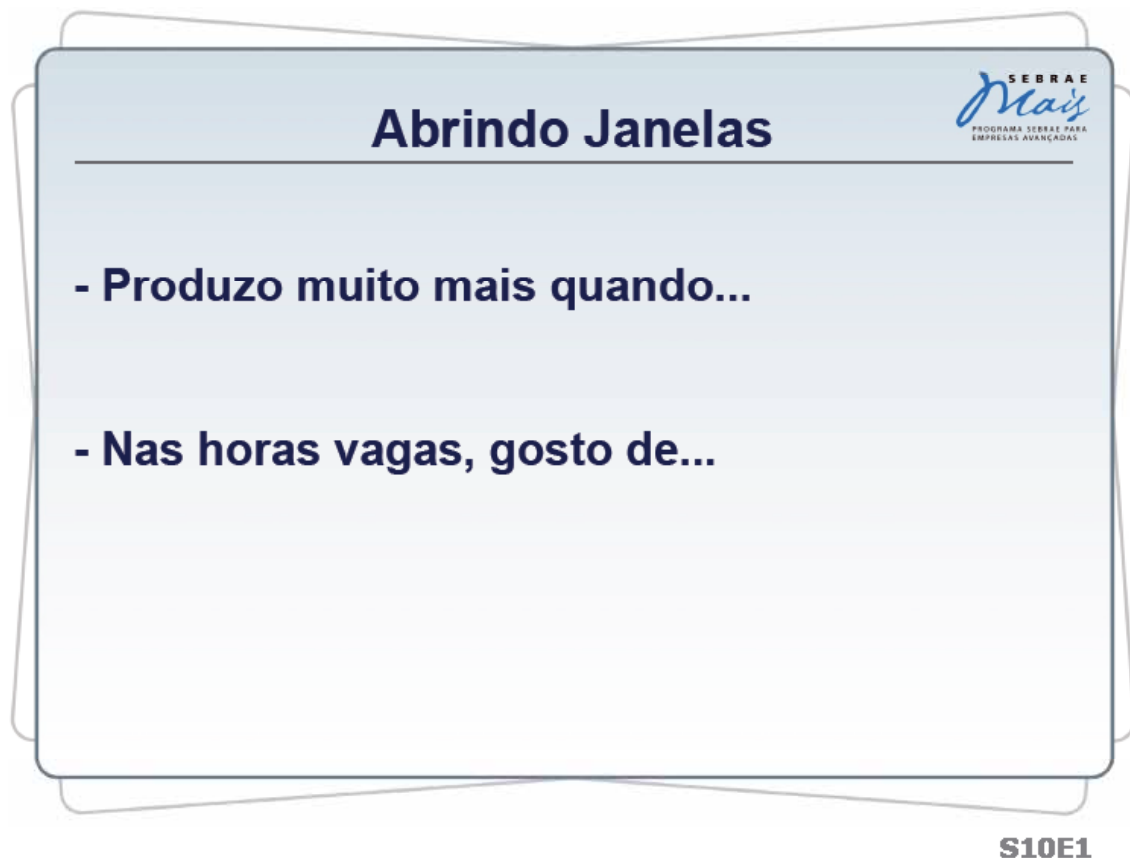 Abrindo Janelas
SEBRAE
Mais
PROGRAMA SEBRAE PARA
EMPRESAS AVANÇADAS
- Produzo muito mais quando...
- Nas horas vagas, gosto de...
S10E1